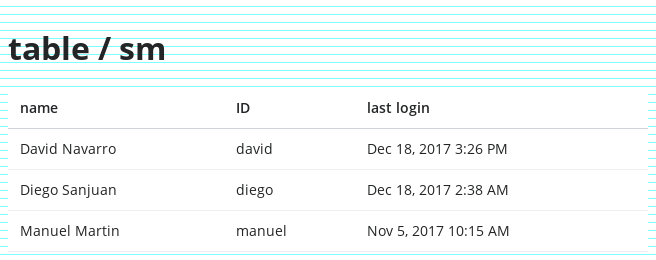 table / sm
name ID last login
David Navarro david Dec 18, 2017 3:26 PM
Diego Sanjuan diego Dec 18, 2017 2:38 AM
Manuel Martin manuel Nov 5, 2017 10:15 AM